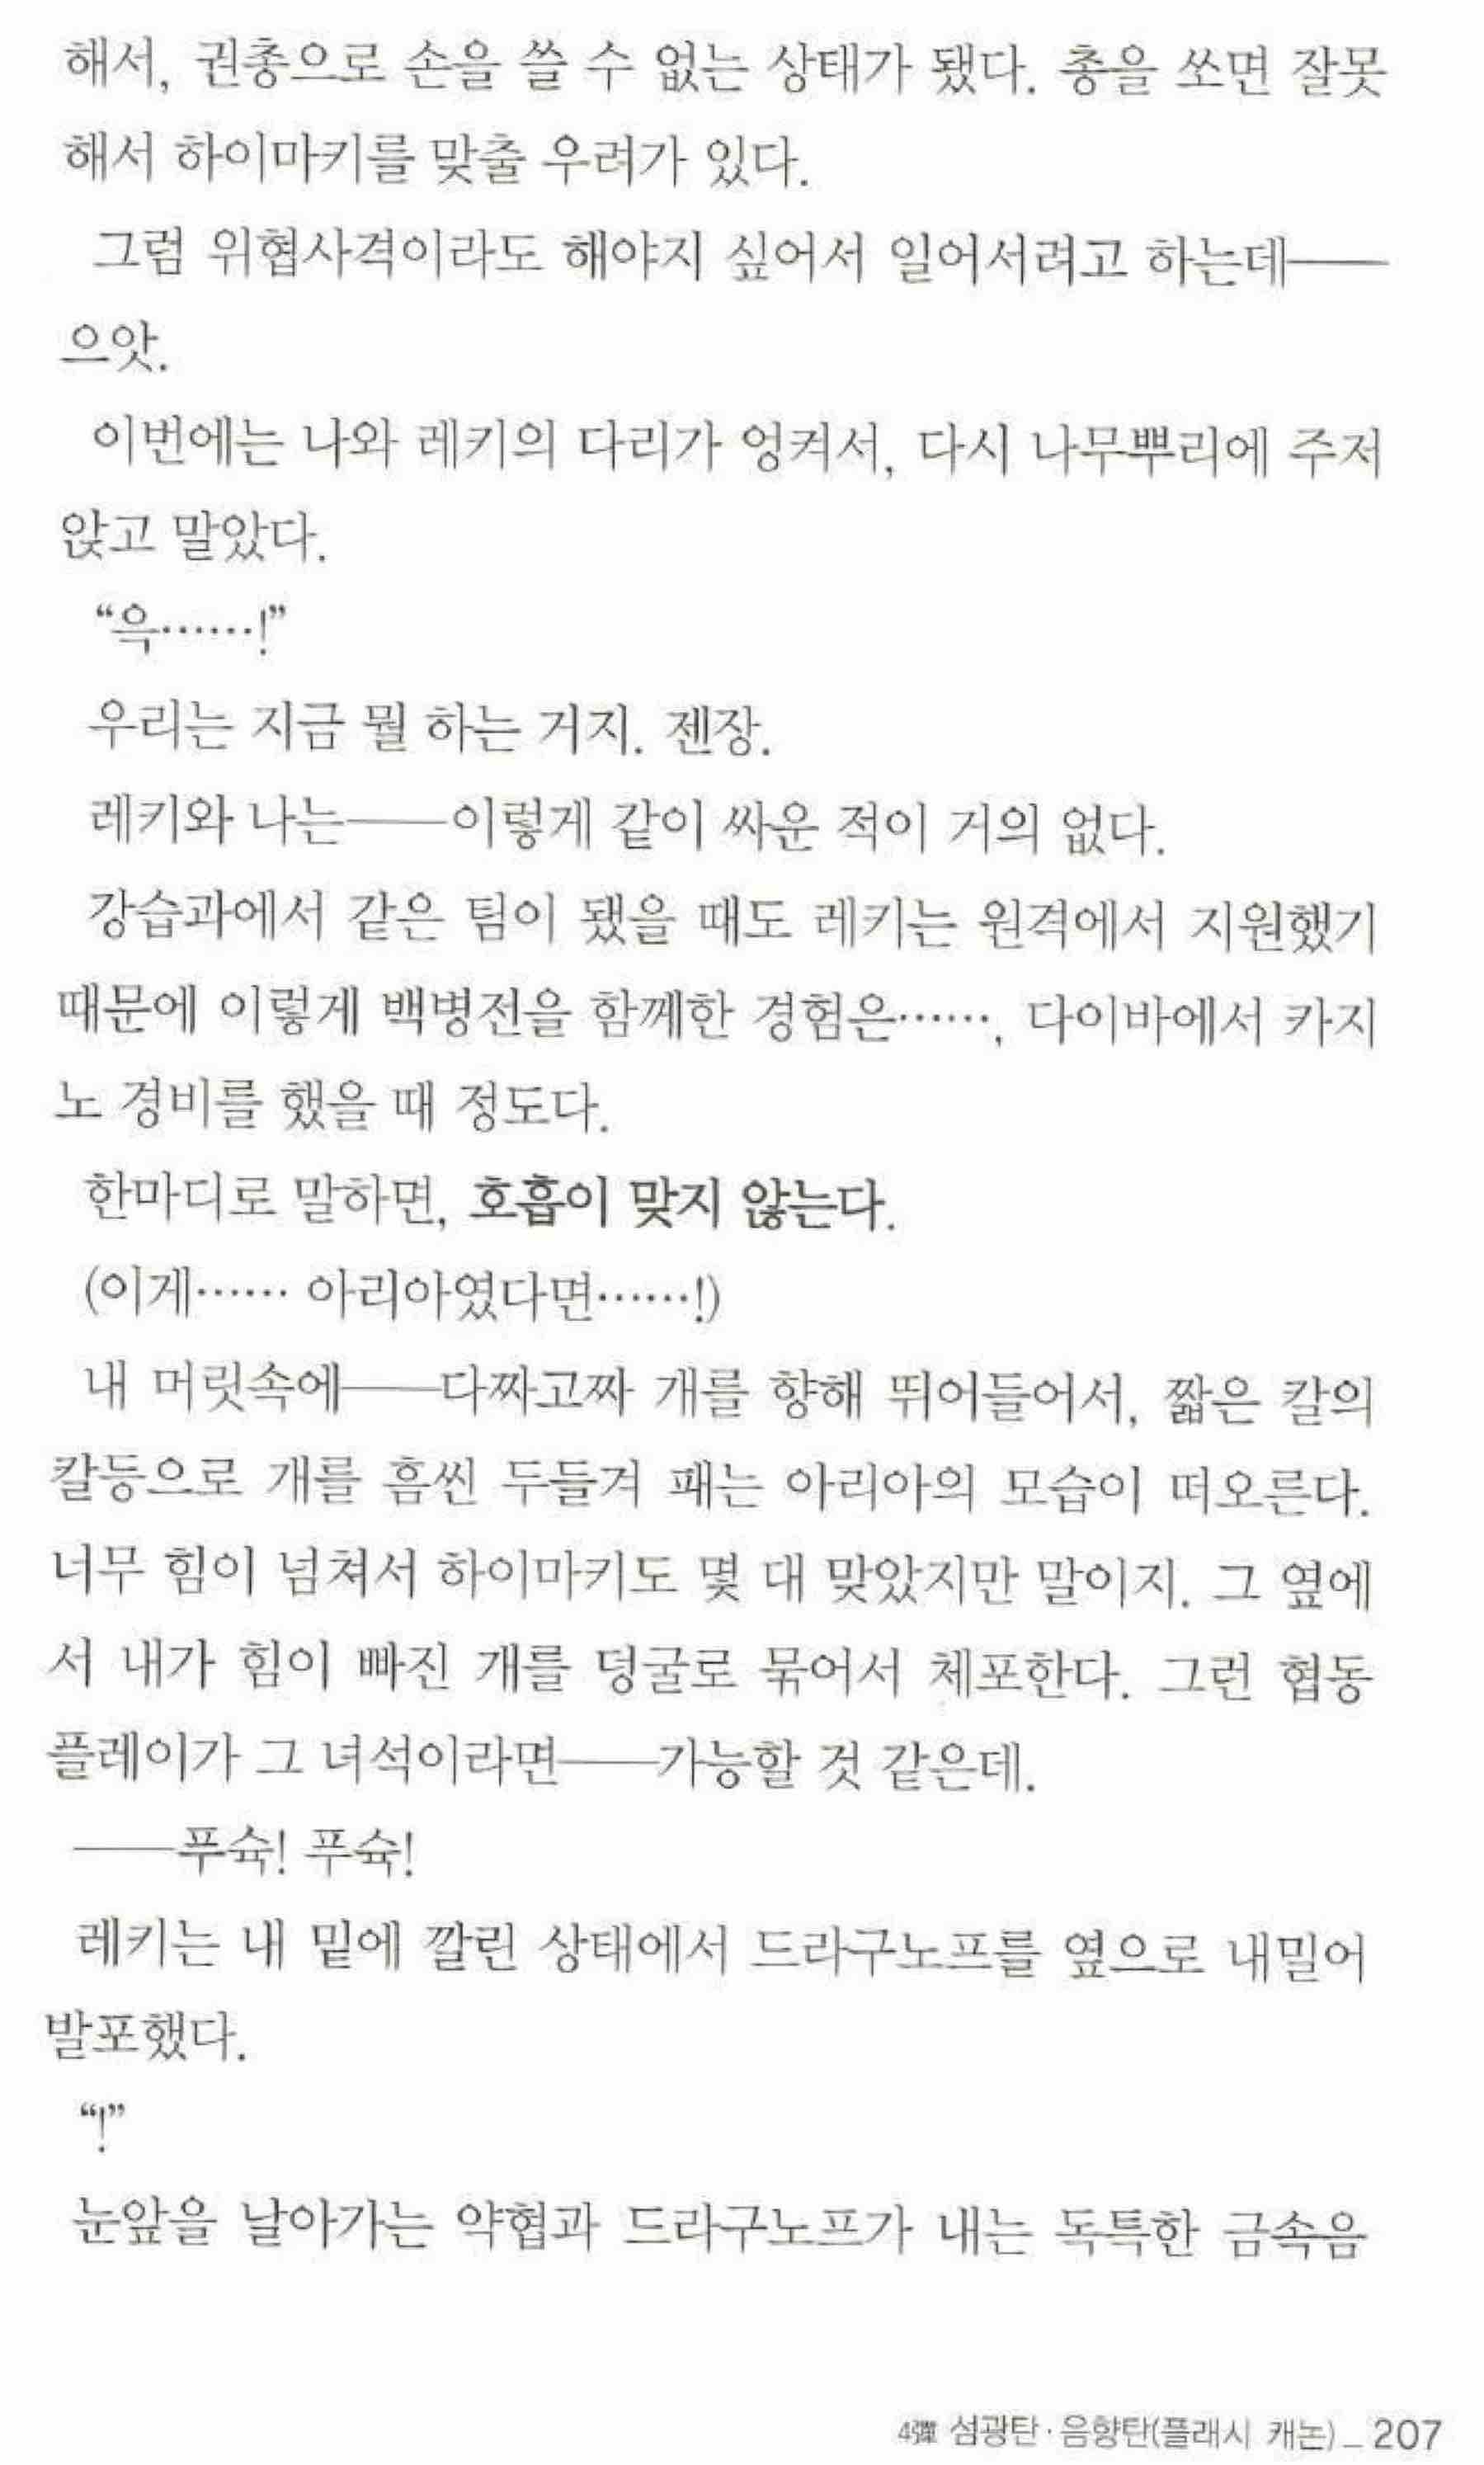 해서, 권총으로 손을 쓸 수 없는 상태가 됐다. 총을 쏘면 잘못
해서 하이마키를 맞출 우려가 있다.
그럼 위협사격이라도 해야지 싶어서 일어서려고 하는데──
으앗.
이번에는 나와 레키의 다리가 엉켜서, 다시 나무뿌리에 주저
앉고 말았다.
“윽……!”
우리는 지금 뭘 하는 거지. 젠장.
레키와 나는──이렇게 같이 싸운 적이 거의 없다.
강습과에서 같은 팀이 됐을 때도 레키는 원격에서 지원했기
때문에 이렇게 백병전을 함께한 경험은……, 다이바에서 카지
노 경비를 했을 때 정도다.
한마디로 말하면, 호흡이 맞지 않는다.
(이게…… 아리아였다면……!)
내 머릿속에──다짜고짜 개를 향해 뛰어들어서, 짧은 칼의
칼등으로 개를 흠씬 두들겨 패는 아리아의 모습이 떠오른다.
너무 힘이 넘쳐서 하이마키도 몇 대 맞았지만 말이지. 그 옆에
서 내가 힘이 빠진 개를 덩굴로 묶어서 체포한다. 그런 협동
플레이가 그 녀석이라면──가능할 것 같은데.
──푸슉! 푸슉!
레키는 내 밑에 깔린 상태에서 드라구노프를 옆으로 내밀어
발포했다.
“!”
눈앞을 날아가는 약협과 드라구노프가 내는 독특한 금속음
4彈 섬광탄·음향탄(플래시 캐논)_207